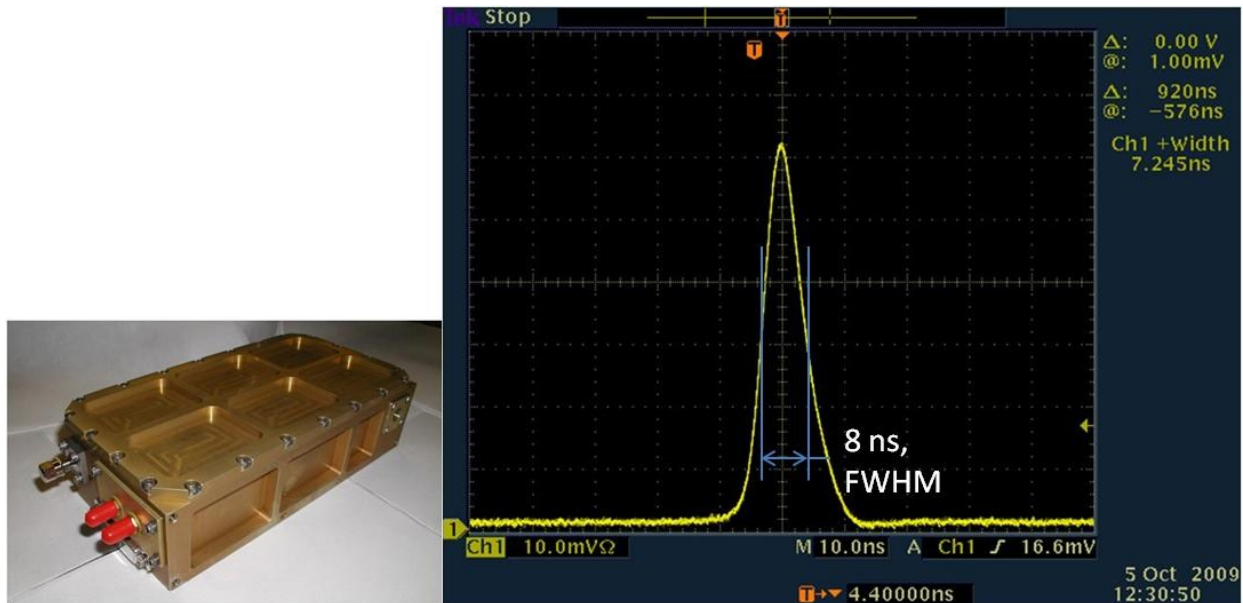 Tek Stop
T
T
Δ: 0.00 V
@: 1.00mV
Δ: 920ns
@: −576ns
Ch1 +Width
7.245ns
8 ns,
FWHM
1
Ch1 10.0mVΩ M 10.0ns A Ch1 ∫ 16.6mV
T→▼ 4.40000ns
5 Oct 2009
12:30:50